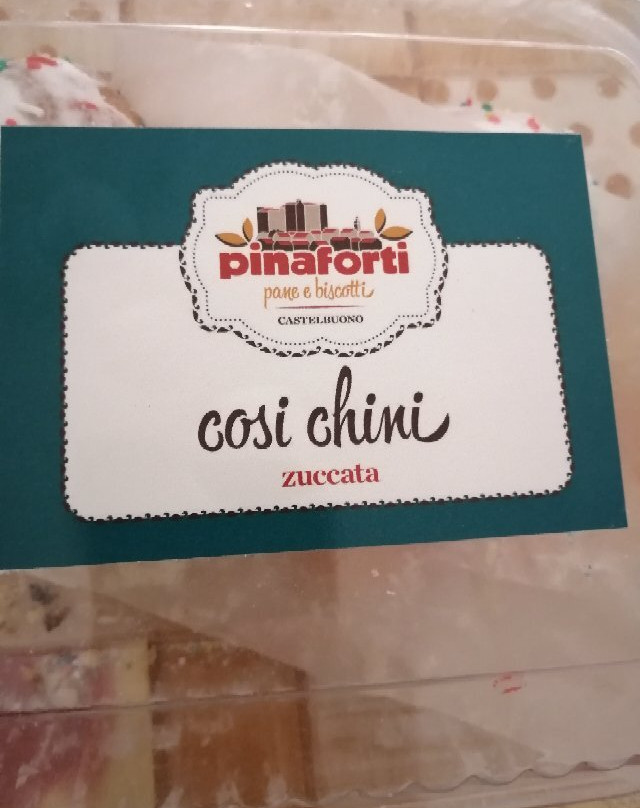 pinaforti
pane e biscotti
CASTELBUONO
cosi chini
zuccata